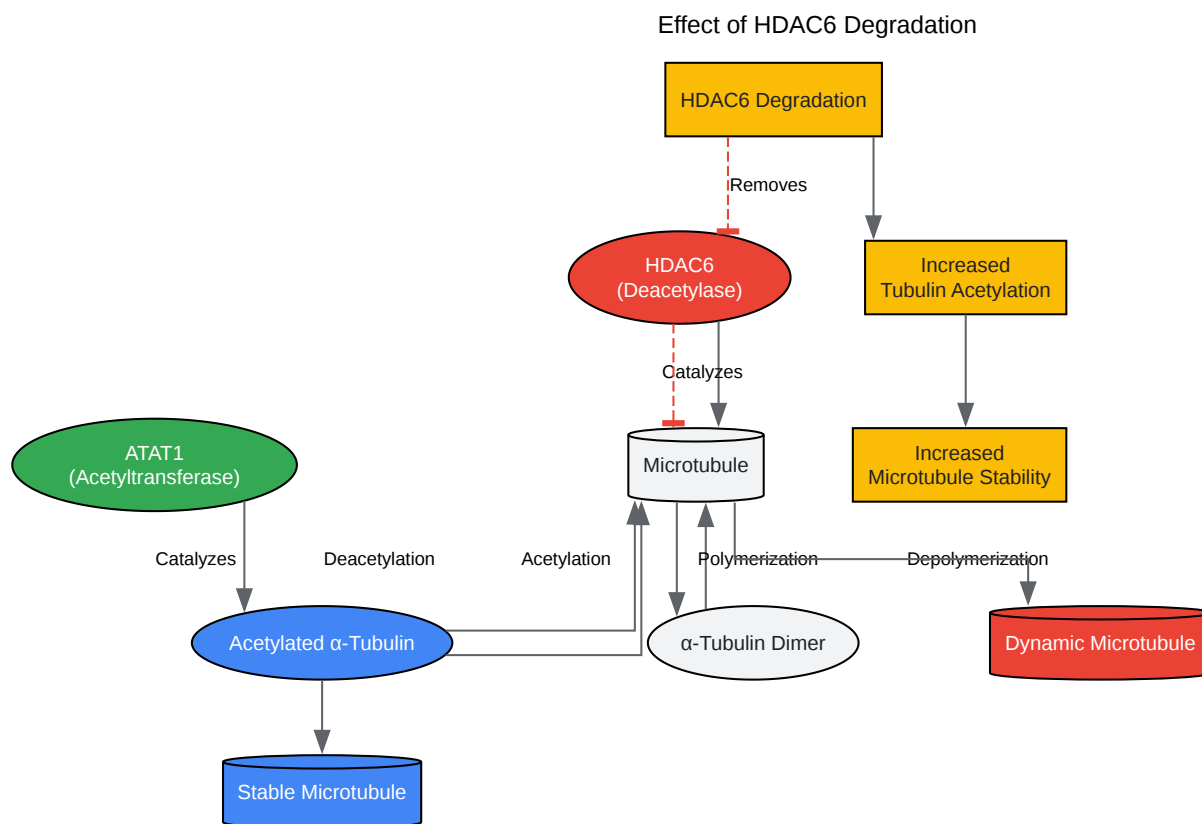 Effect of HDAC6 Degradation
HDAC6 Degradation
Removes
HDAC6
(Deacetylase)
Increased
Tubulin Acetylation
Catalyzes
ATAT1
(Acetyltransferase)
Microtubule
Increased
Microtubule Stability
Catalyzes
Deacetylation
Acetylation
Polymerization
Depolymerization
Acetylated α-Tubulin
α-Tubulin Dimer
Dynamic Microtubule
Stable Microtubule